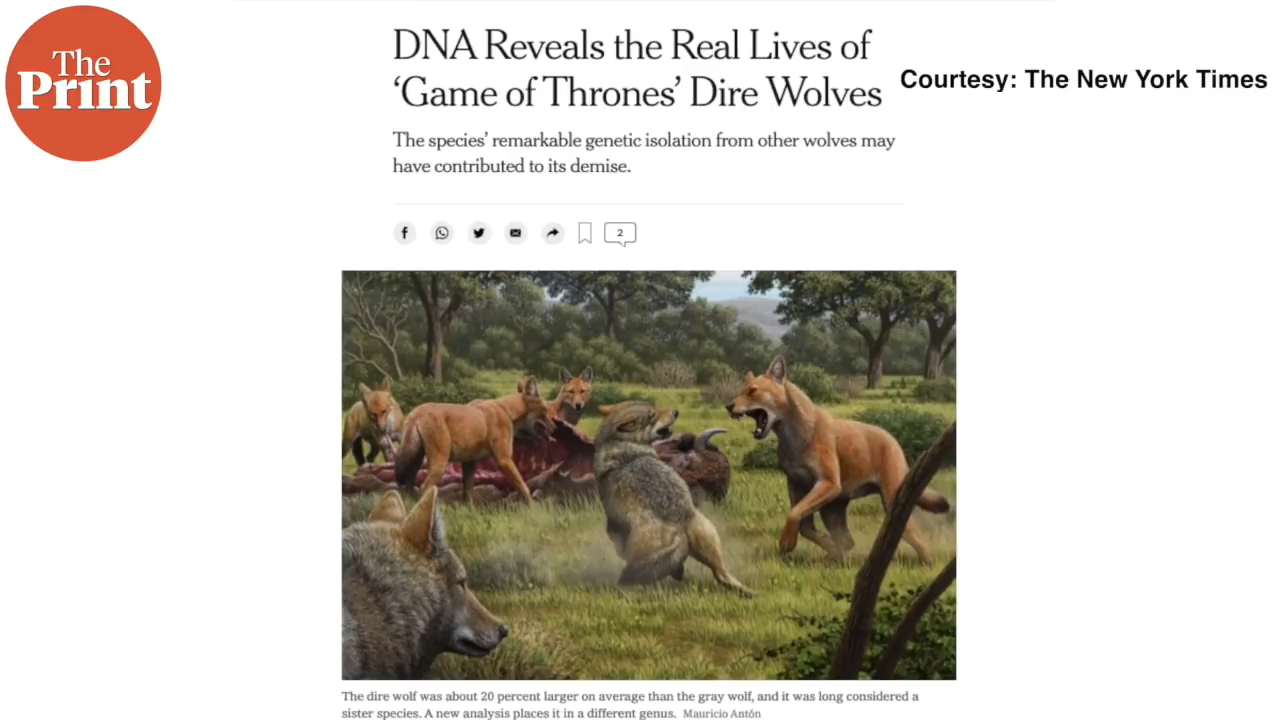 The
Print
DNA Reveals the Real Lives of
‘Game of Thrones’ Dire Wolves
Courtesy: The New York Times
The species’ remarkable genetic isolation from other wolves may
have contributed to its demise.
2
The dire wolf was about 20 percent larger on average than the gray wolf, and it was long considered a
sister species. A new analysis places it in a different genus. Mauricio Antón